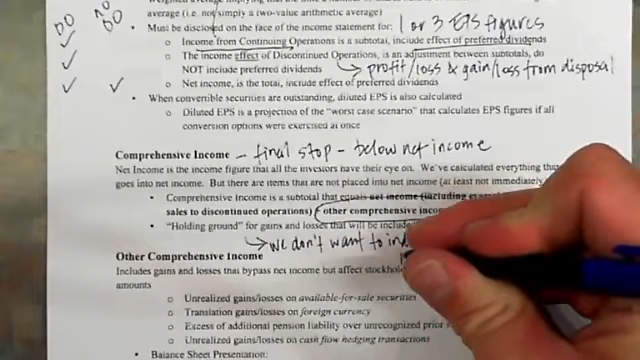 average (i.e. not simply a two-value arithmetic average)
DO
no DO
Must be disclosed on the face of the income statement for: 1 or 3 EPS figures
Income from Continuing Operations is a subtotal, include effect of preferred dividends
The income effect of Discontinued Operations, is an adjustment between subtotals, do
NOT include preferred dividends → profit/loss & gain/loss from disposal
Net income, is the total, include effect of preferred dividends
When convertible securities are outstanding, diluted EPS is also calculated
Diluted EPS is a projection of the "worst case scenario" that calculates EPS figures if all
conversion options were exercised at once
Comprehensive Income – final stop – below net income
Net Income is the income figure that all the investors have their eye on. We've calculated everything that
goes into net income. But there are items that are not placed into net income (at least not immediately
Comprehensive Income is a subtotal that equals net income (including
sales to discontinued operations) + other comprehensive
"Holding ground" for gains and losses that will be
→ we don't want to
Other Comprehensive Income
Includes gains and losses that bypass net income but affect
amounts
Unrealized gains/losses on available-for-sale securities
Translation gains/losses on foreign currency
Excess of additional pension liability over unrecognized prior
Unrealized gains/losses on cash flow hedging transactions
Balance Sheet Presentation: